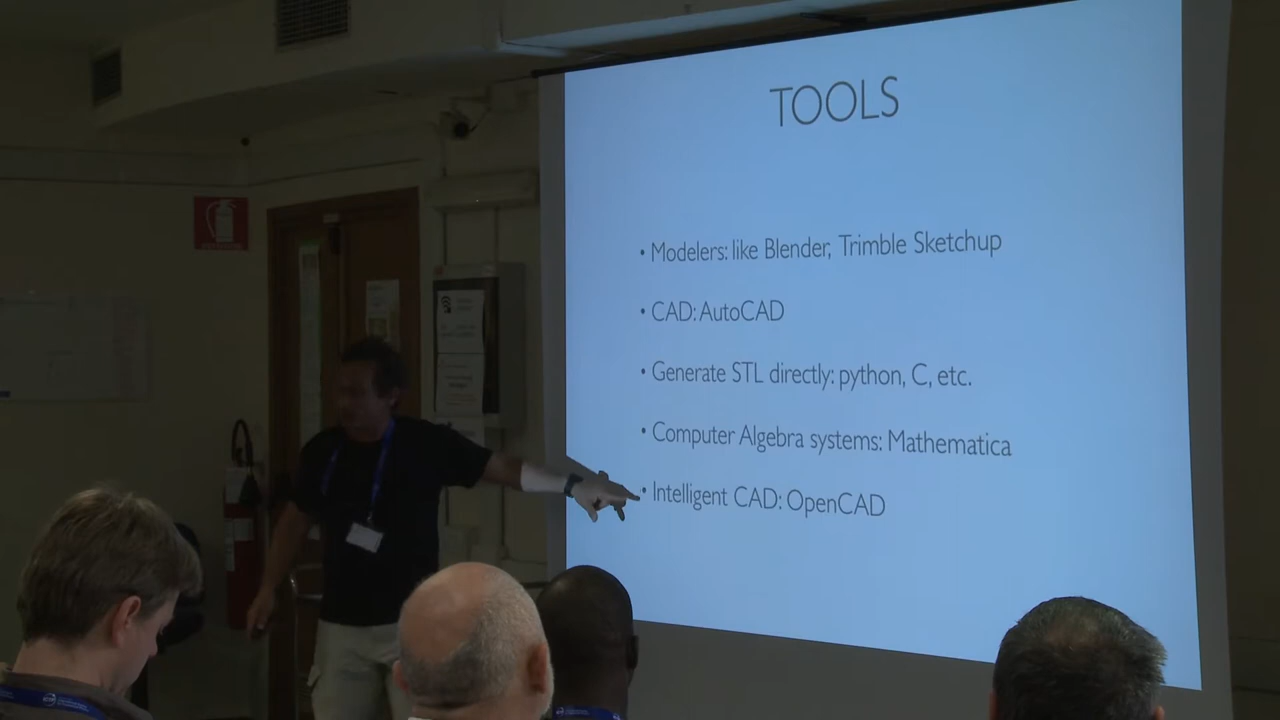 TOOLS
• Modelers: like Blender, Trimble Sketchup
• CAD: AutoCAD
• Generate STL directly: python, C, etc.
• Computer Algebra systems: Mathematica
• Intelligent CAD: OpenCAD